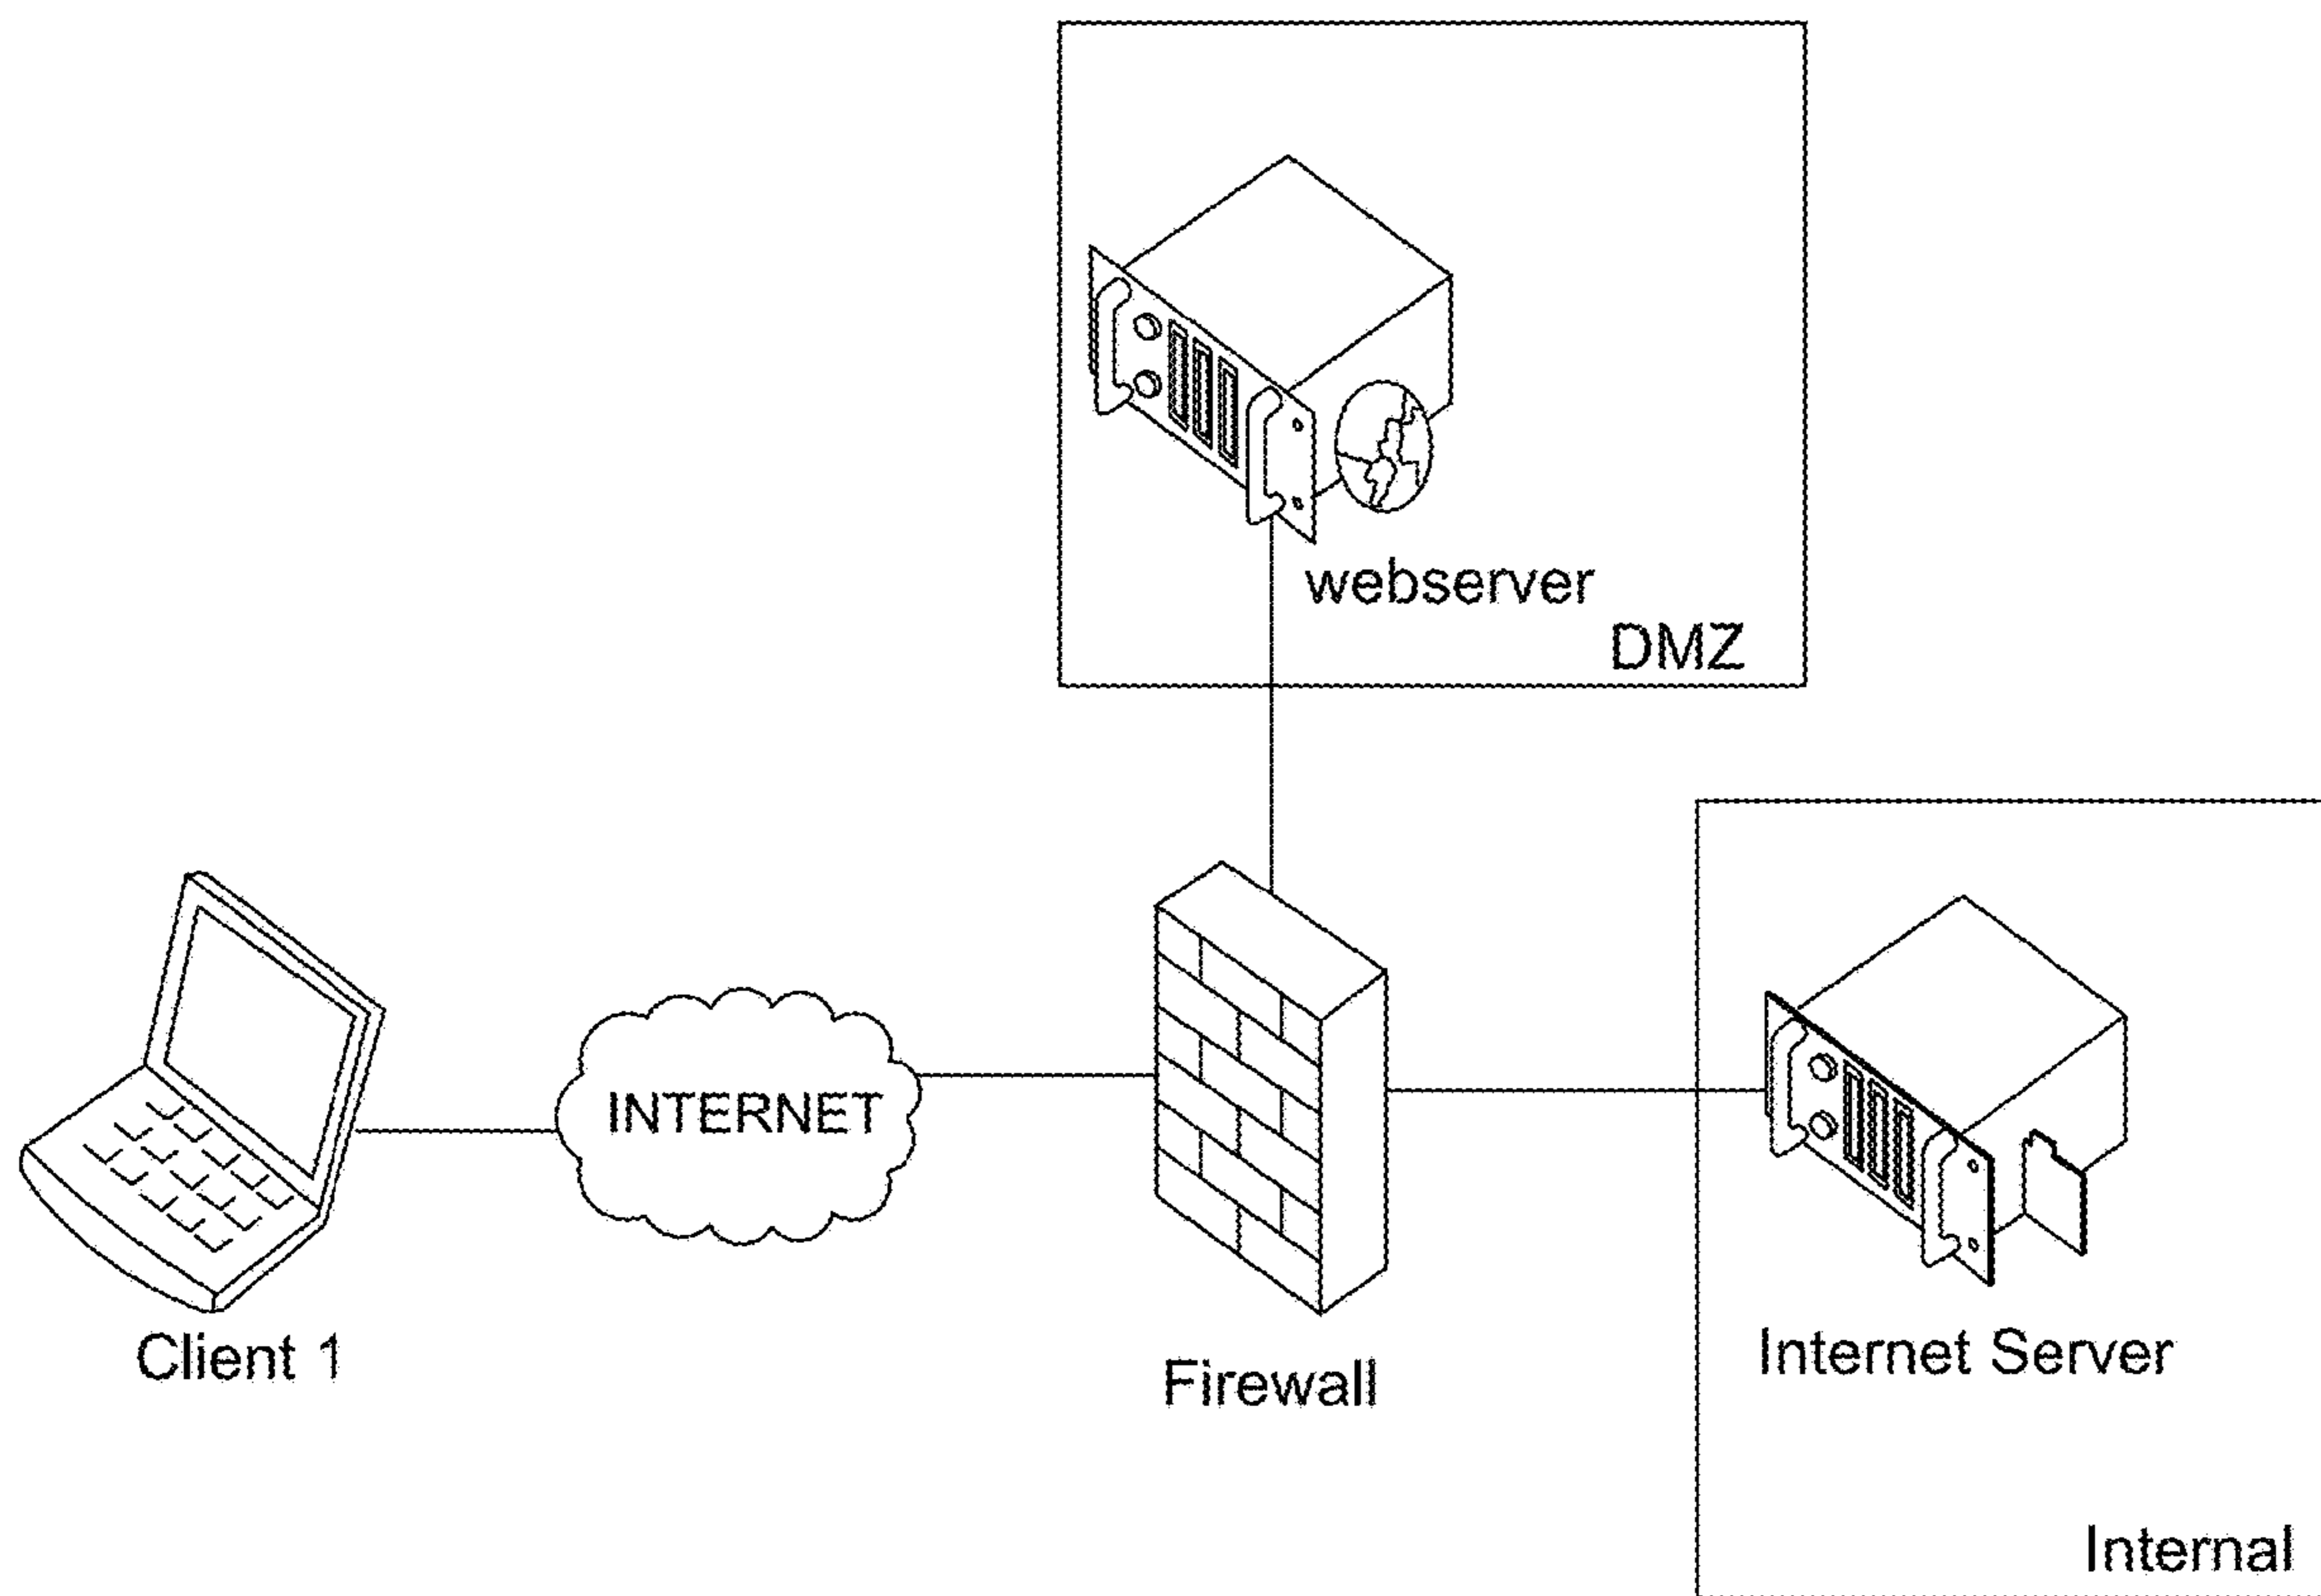 webserver
DMZ
INTERNET
Client 1
Firewall
Internet Server
Internal